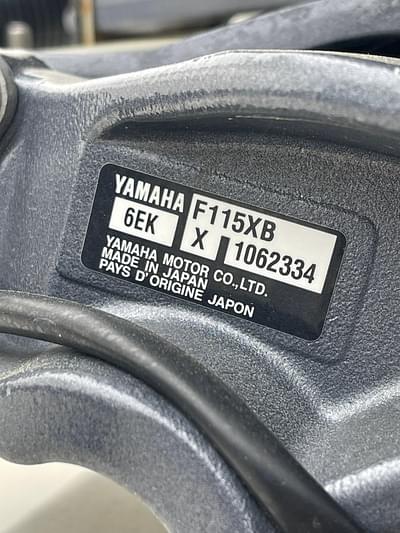 YAMAHA F115XB
6EK X 1062334
YAMAHA MOTOR CO.,LTD.
MADE IN JAPAN
PAYS D'ORIGINE JAPON